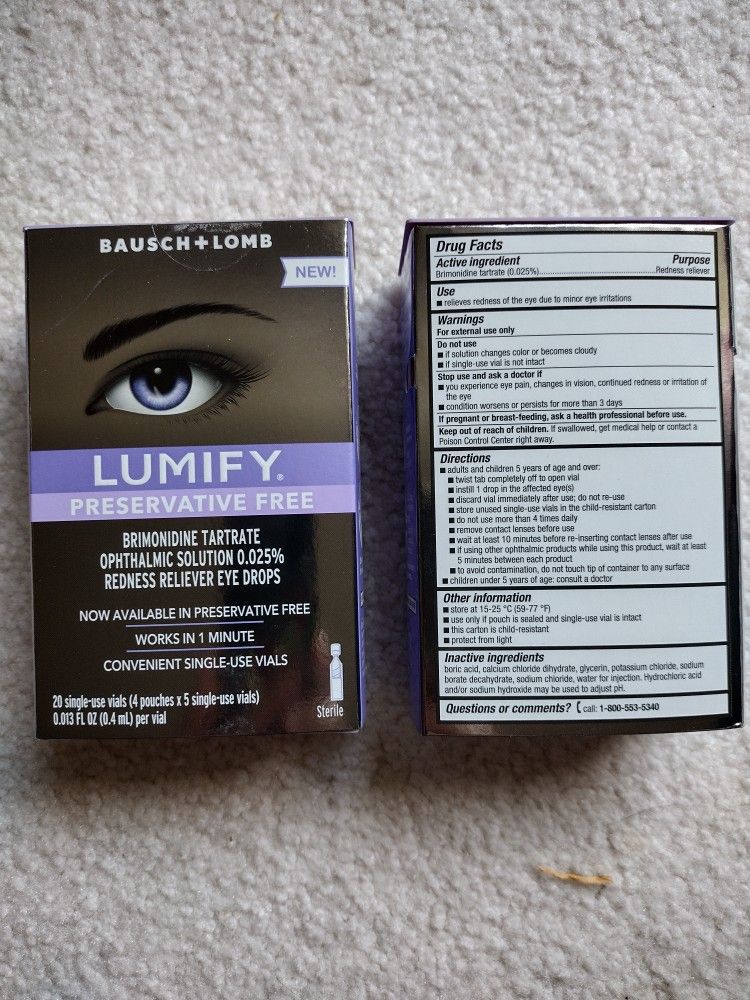 BAUSCH+LOMB
NEW!
LUMIFY®
PRESERVATIVE FREE
BRIMONIDINE TARTRATE
OPHTHALMIC SOLUTION 0.025%
REDNESS RELIEVER EYE DROPS
NOW AVAILABLE IN PRESERVATIVE FREE
WORKS IN 1 MINUTE
CONVENIENT SINGLE-USE VIALS
20 single-use vials (4 pouches x 5 single-use vials)
0.013 FL OZ (0.4 mL) per vial
Sterile
Drug Facts
Active ingredient Purpose
Brimonidine tartrate (0.025%)..............................Redness reliever
Use
■ relieves redness of the eye due to minor eye irritations
Warnings
For external use only
Do not use
■ if solution changes color or becomes cloudy
■ if single-use vial is not intact
Stop use and ask a doctor if
■ you experience eye pain, changes in vision, continued redness or irritation of
the eye
■ condition worsens or persists for more than 3 days
If pregnant or breast-feeding, ask a health professional before use.
Keep out of reach of children. If swallowed, get medical help or contact a
Poison Control Center right away.
Directions
■ adults and children 5 years of age and over:
■ twist tab completely off to open vial
■ instill 1 drop in the affected eye(s)
■ discard vial immediately after use; do not re-use
■ store unused single-use vials in the child-resistant carton
■ do not use more than 4 times daily
■ remove contact lenses before use
■ wait at least 10 minutes before re-inserting contact lenses after use
■ if using other ophthalmic products while using this product, wait at least
5 minutes between each product
■ to avoid contamination, do not touch tip of container to any surface
■ children under 5 years of age: consult a doctor
Other information
■ store at 15-25 °C (59-77 °F)
■ use only if pouch is sealed and single-use vial is intact
■ this carton is child-resistant
■ protect from light
Inactive ingredients
boric acid, calcium chloride dihydrate, glycerin, potassium chloride, sodium
borate decahydrate, sodium chloride, water for injection. Hydrochloric acid
and/or sodium hydroxide may be used to adjust pH.
Questions or comments? call: 1-800-553-5340